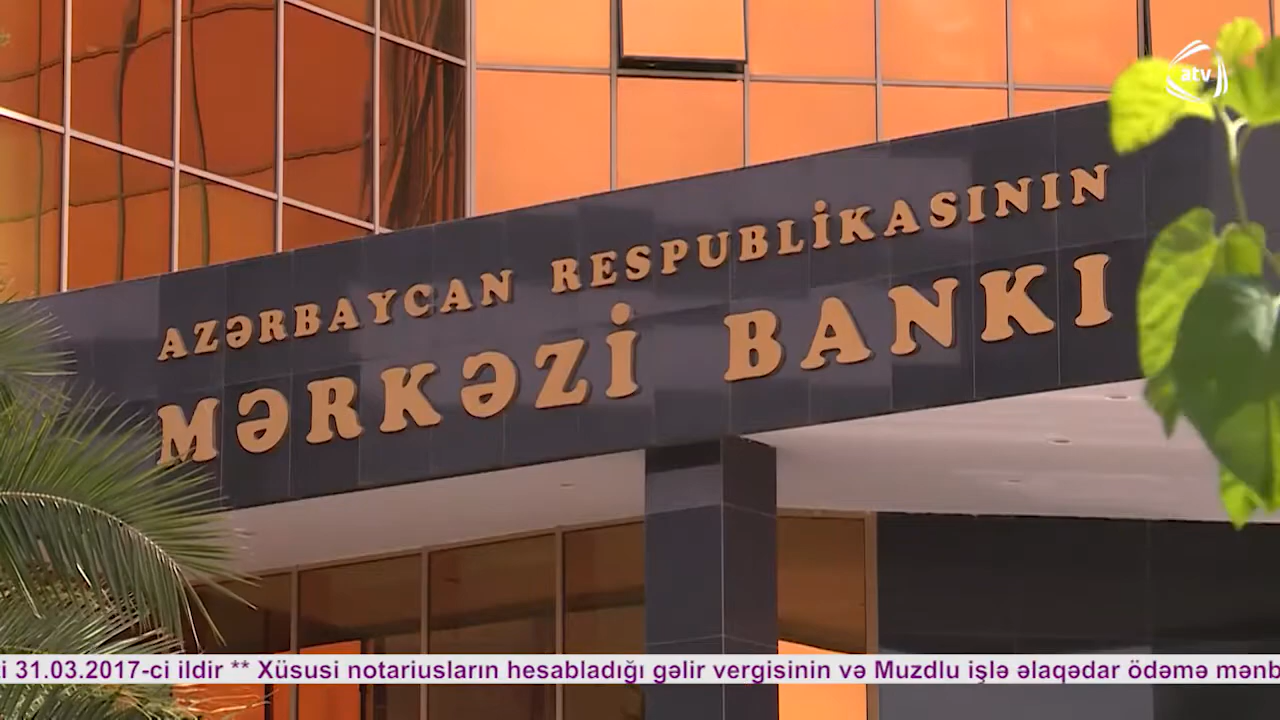 atv
AZƏRBAYCAN RESPUBLİKASININ
MƏRKƏZİ BANKI
31.03.2017-ci ildir ** Xüsusi notariusların hesabladığı gəlir vergisinin və Muzdlu işlə əlaqədar ödəmə